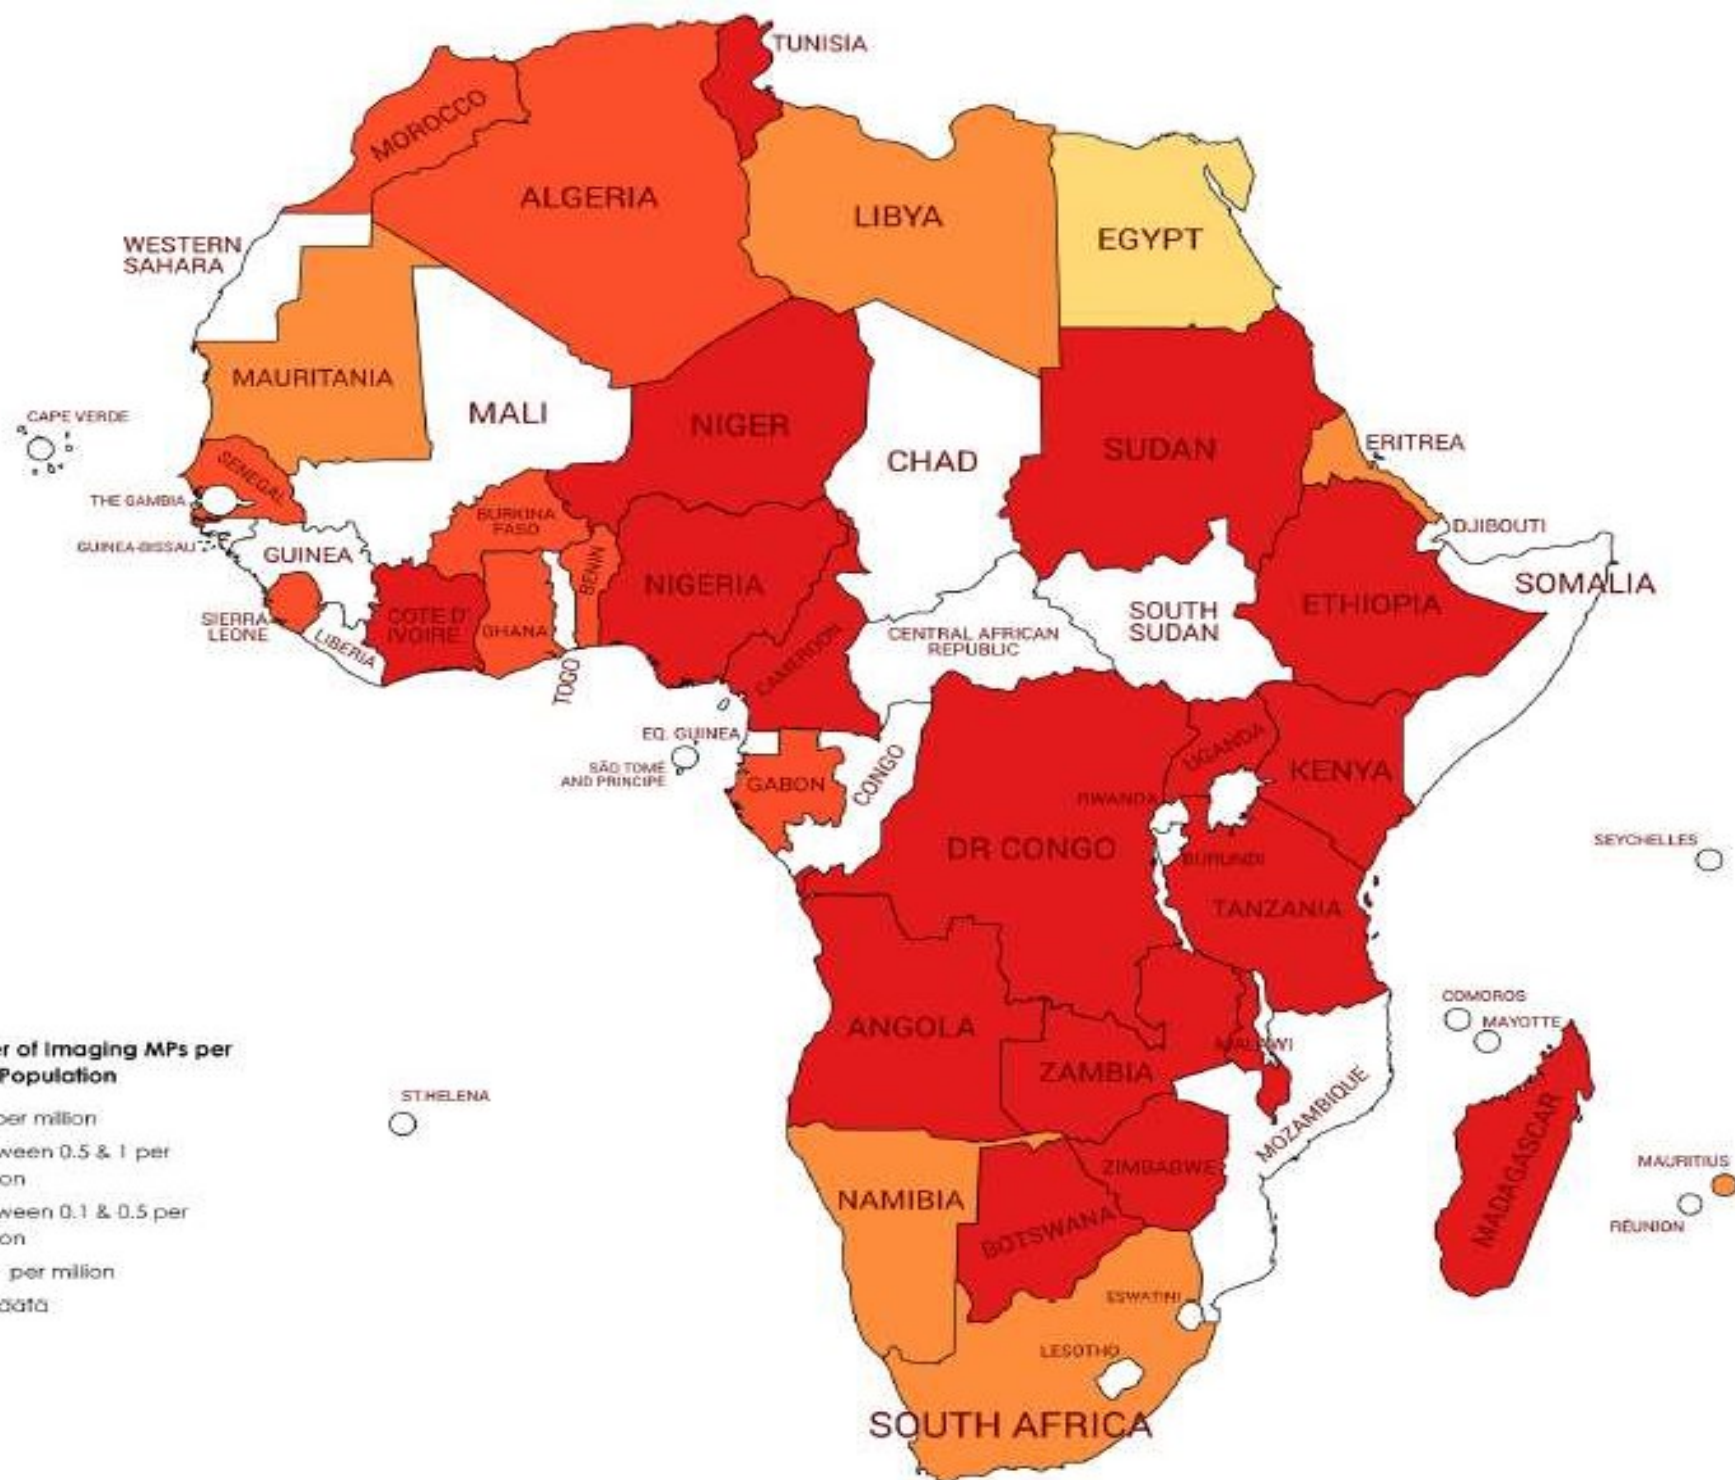 TUNISIA
MOROCCO
ALGERIA
LIBYA
EGYPT
WESTERN
SAHARA
MAURITANIA
MALI
NIGER
CHAD
SUDAN
ERITREA
CAPE VERDE
SENEGAL
THE GAMBIA
GUINEA-BISSAU
GUINEA
BURKINA
FASO
BENIN
NIGERIA
DJIBOUTI
SOMALIA
ETHIOPIA
SIERRA
LEONE
LIBERIA
COTE D'
IVOIRE
GHANA
TOGO
CAMEROON
CENTRAL AFRICAN
REPUBLIC
SOUTH
SUDAN
EQ. GUINEA
SÃO TOMÉ
AND PRINCIPE
GABON
CONGO
UGANDA
KENYA
RWANDA
DR CONGO
BURUNDI
TANZANIA
SEYCHELLES
ANGOLA
ZAMBIA
MALAWI
MOZAMBIQUE
COMOROS
MAYOTTE
MADAGASCAR
MAURITIUS
RÉUNION
ST.HELENA
NAMIBIA
ZIMBABWE
BOTSWANA
ESWATINI
LESOTHO
SOUTH AFRICA
r of Imaging MPs per
Population
per million
ween 0.5 & 1 per
on
ween 0.1 & 0.5 per
on
per million